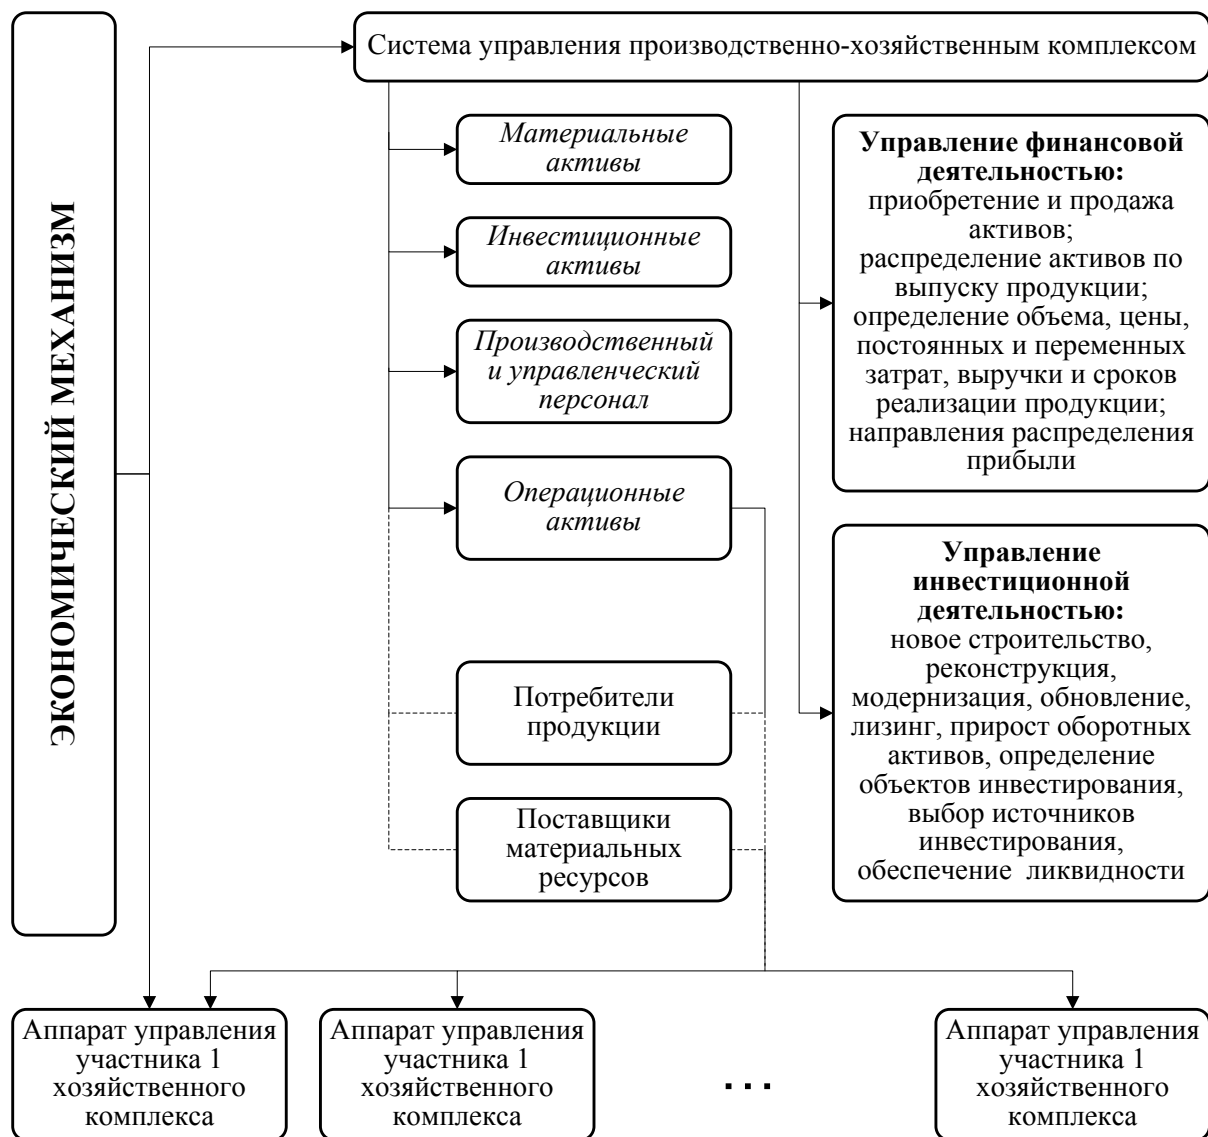 ЭКОНОМИЧЕСКИЙ МЕХАНИЗМ
Система управления производственно-хозяйственным комплексом
Материальные
активы
Инвестиционные
активы
Производственный
и управленческий
персонал
Операционные
активы
Потребители
продукции
Поставщики
материальных
ресурсов
Управление финансовой
деятельностью:
приобретение и продажа
активов;
распределение активов по
выпуску продукции;
определение объема, цены,
постоянных и переменных
затрат, выручки и сроков
реализации продукции;
направления распределения
прибыли
Управление
инвестиционной
деятельностью:
новое строительство,
реконструкция,
модернизация, обновление,
лизинг, прирост оборотных
активов, определение
объектов инвестирования,
выбор источников
инвестирования,
обеспечение ликвидности
Аппарат управления
участника 1
хозяйственного
комплекса
Аппарат управления
участника 1
хозяйственного
комплекса
...
Аппарат управления
участника 1
хозяйственного
комплекса